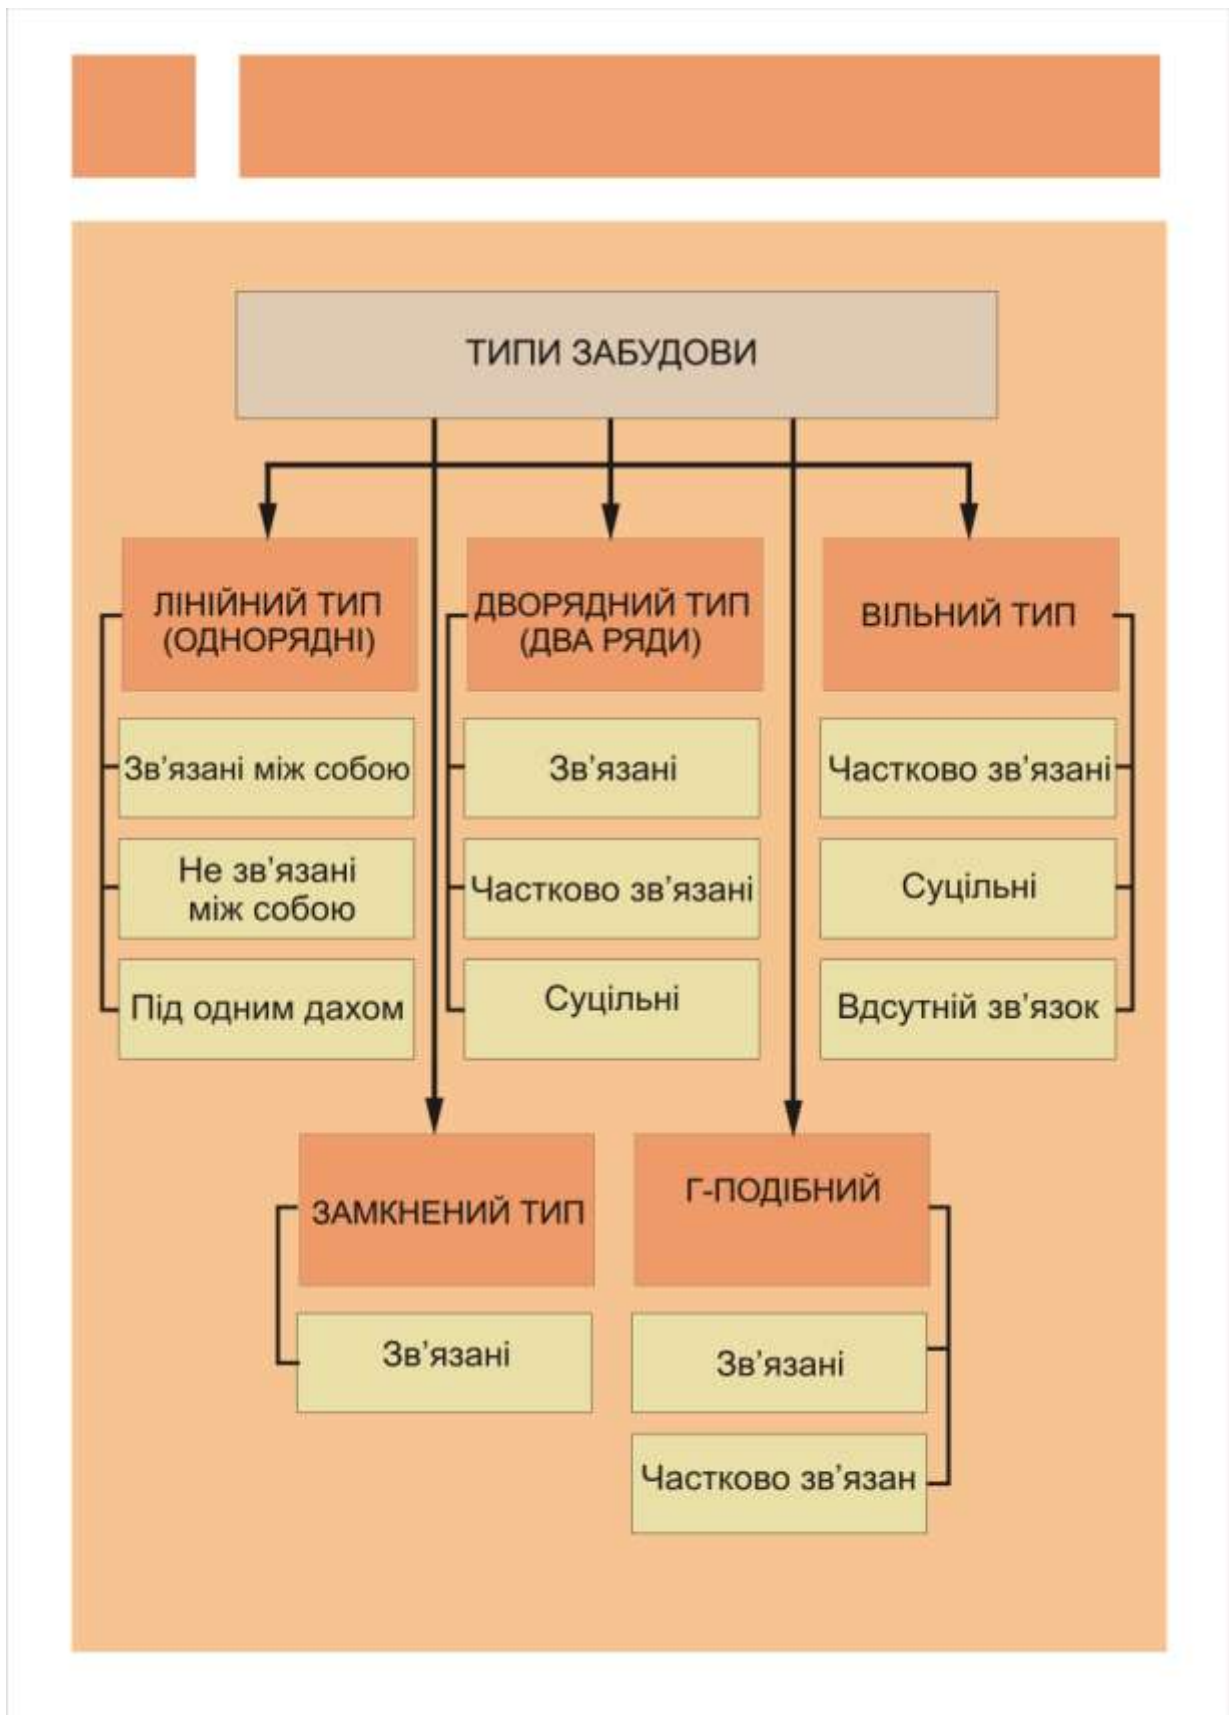 ТИПИ ЗАБУДОВИ
ЛІНІЙНИЙ ТИП
(ОДНОРЯДНІ)
Зв’язані між собою
Не зв’язані
між собою
Під одним дахом
ДВОРЯДНИЙ ТИП
(ДВА РЯДИ)
Зв’язані
Частково зв’язані
Суцільні
ВІЛЬНИЙ ТИП
Частково зв’язані
Суцільні
Вдсутній зв’язок
ЗАМКНЕНИЙ ТИП
Зв’язані
Г-ПОДІБНИЙ
Зв’язані
Частково зв’язан